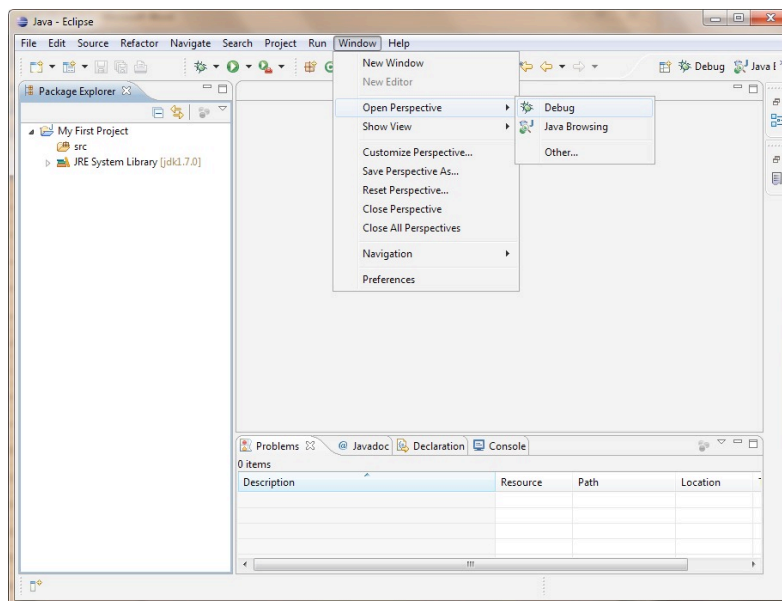 Java - Eclipse
File Edit Source Refactor Navigate Search Project Run Window Help
Debug Java
Package Explorer
My First Project
src
JRE System Library [jdk1.7.0]
New Window
New Editor
Open Perspective
Show View
Customize Perspective...
Save Perspective As...
Reset Perspective...
Close Perspective
Close All Perspectives
Navigation
Preferences
Debug
Java Browsing
Other...
Problems @ Javadoc Declaration Console
0 items
Description Resource Path Location